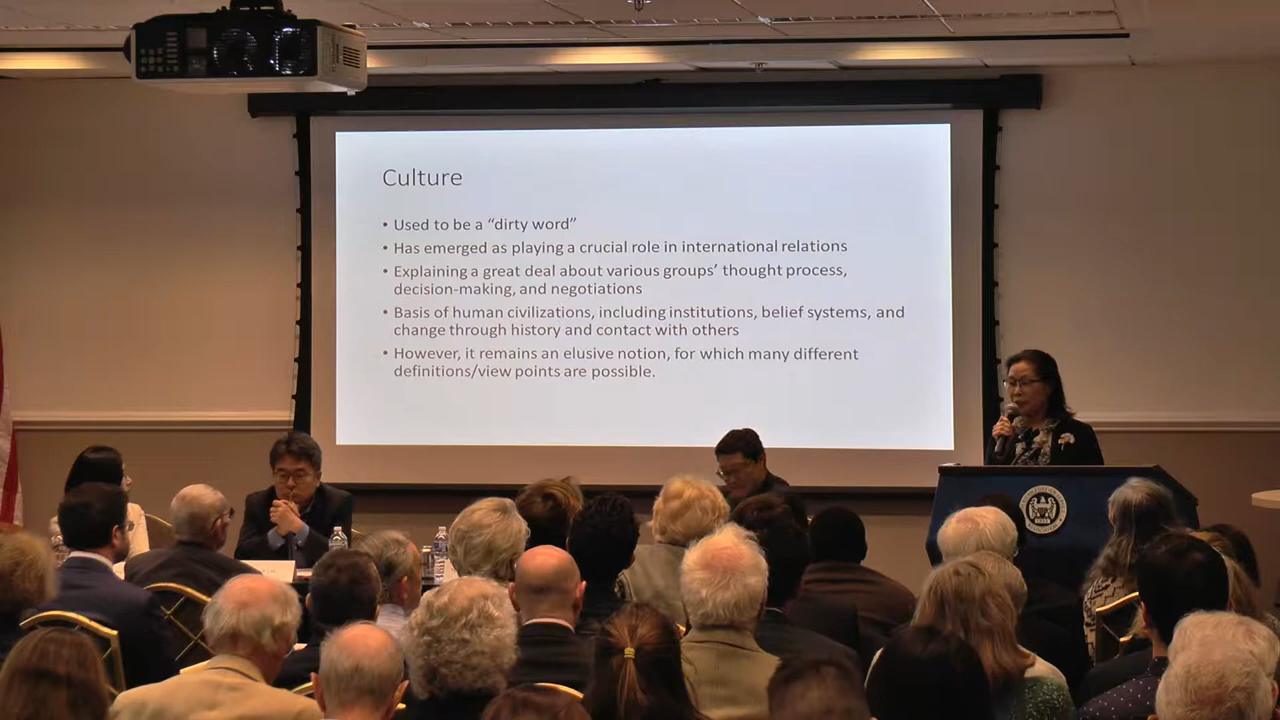 Culture
• Used to be a “dirty word”
• Has emerged as playing a crucial role in international relations
• Explaining a great deal about various groups’ thought process,
decision-making, and negotiations
• Basis of human civilizations, including institutions, belief systems, and
change through history and contact with others
• However, it remains an elusive notion, for which many different
definitions/view points are possible.